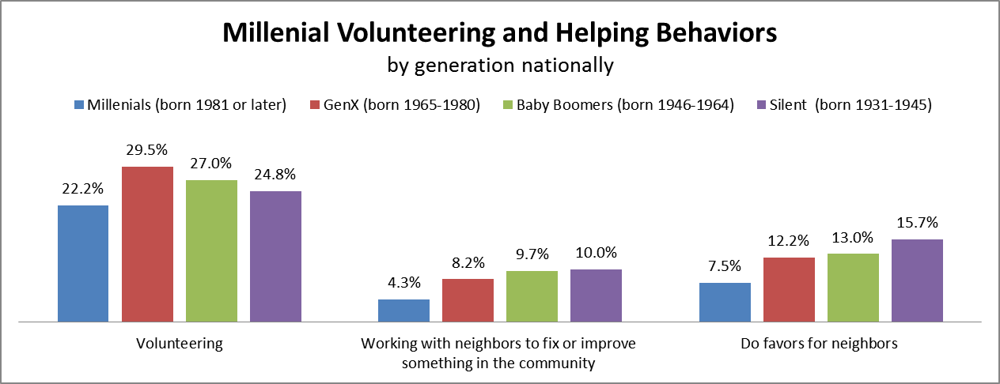 Millenial Volunteering and Helping Behaviors
by generation nationally
Millenials (born 1981 or later) GenX (born 1965-1980) Baby Boomers (born 1946-1964) Silent (born 1931-1945)
22.2% 29.5% 27.0% 24.8%
4.3% 8.2% 9.7% 10.0%
7.5% 12.2% 13.0% 15.7%
Volunteering
Working with neighbors to fix or improve
something in the community
Do favors for neighbors